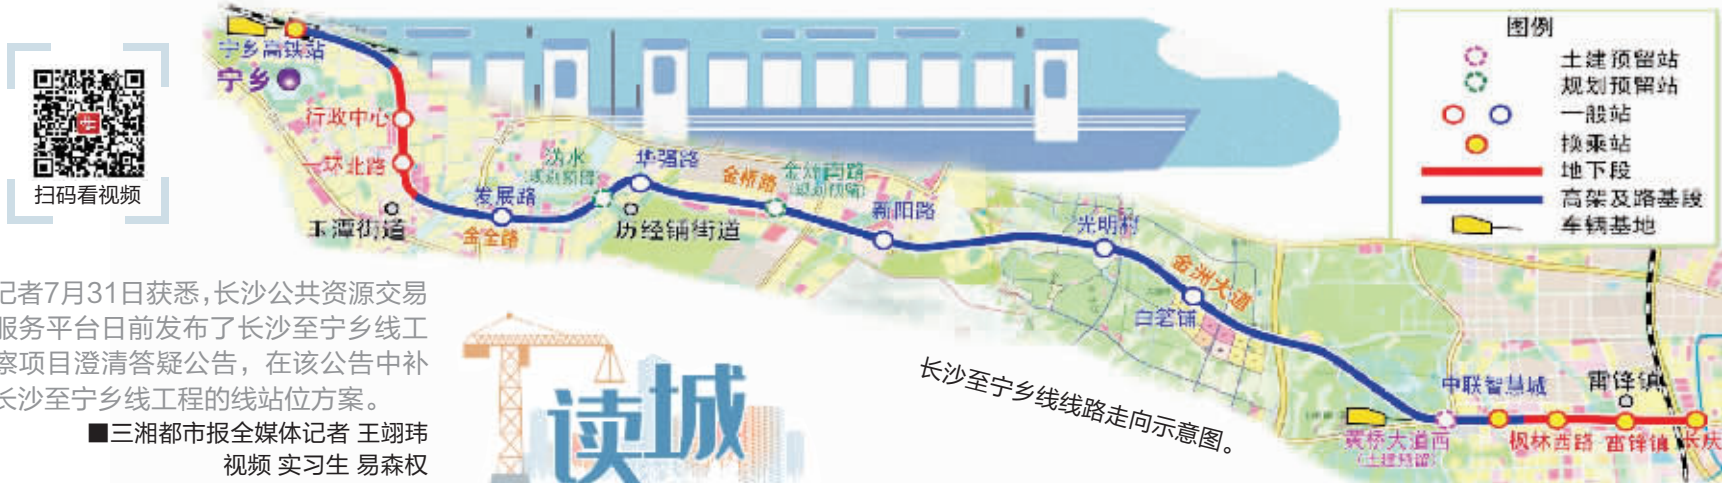 扫码看视频
记者7月31日获悉，长沙公共资源交易
服务平台日前发布了长沙至宁乡线工
察项目澄清答疑公告，在该公告中补
长沙至宁乡线工程的线站位方案。
■三湘都市报全媒体记者 王翊玮
视频 实习生 易森权
读城
长沙至宁乡线线路走向示意图。
宁乡高铁站
宁乡
行政中心
一环北路
玉潭街道
发展路
金全路
沩水
(规划预留)
华强路
历经铺街道
金桥路
金洲南路
(规划预留)
新阳路
光明村
金洲大道
白箬铺
黄桥大道西
(土建预留)
中联智慧城
枫林西路
雷锋镇
雷锋镇
长庆
图例
土建预留站
规划预留站
一般站
换乘站
地下段
高架及路基段
车辆基地